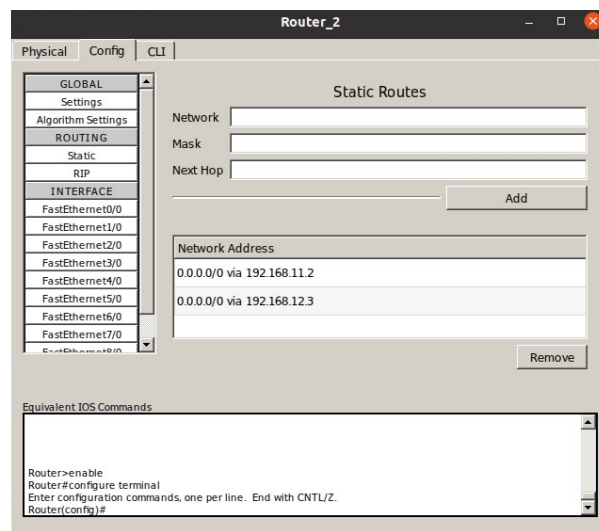 Router_2
Physical Config CLI
GLOBAL
Settings
Algorithm Settings
ROUTING
Static
RIP
INTERFACE
FastEthernet0/0
FastEthernet1/0
FastEthernet2/0
FastEthernet3/0
FastEthernet4/0
FastEthernet5/0
FastEthernet6/0
FastEthernet7/0
FastEthernet8/0
Static Routes
Network
Mask
Next Hop
Add
Network Address
0.0.0.0/0 via 192.168.11.2
0.0.0.0/0 via 192.168.12.3
Remove
Equivalent IOS Commands
Router>enable
Router#configure terminal
Enter configuration commands, one per line. End with CNTL/Z.
Router(config)#